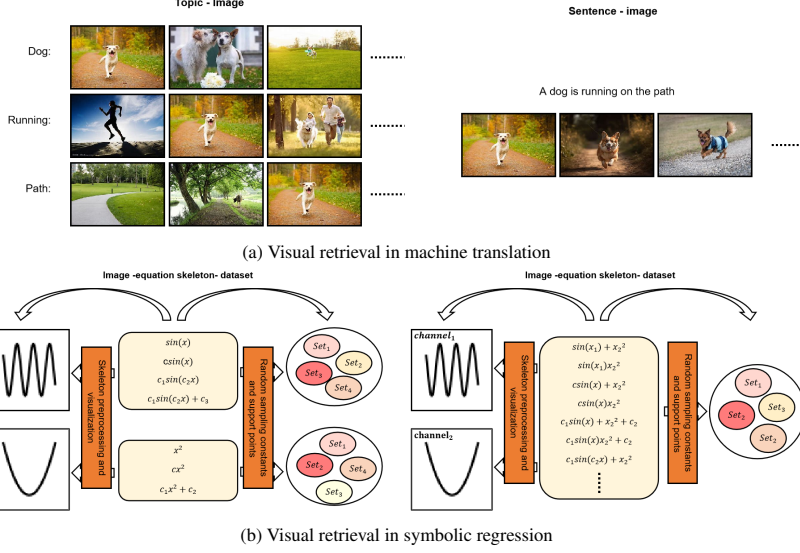 Topic - Image
Sentence - image
Dog:
A dog is running on the path
Running:
Path:
(a) Visual retrieval in machine translation
Image -equation skeleton- dataset
Skeleton preprocessing and
visualization
sin(x)
csin(x)
c₁sin(c₂x)
c₁sin(c₂x) + c₃
Random sampling constants
and support points
Set₁
Set₂
Set₃
Set₄
x²
cx²
c₁x² + c₂
Set₁
Set₂
Set₄
Set₃
Image -equation skeleton- dataset
channel₁
channel₂
Skeleton preprocessing and
visualization
sin(x₁) + x₂²
sin(x₁)x₂²
csin(x) + x₂²
csin(x)x₂²
c₁sin(x) + x₂² + c₂
c₁sin(x)x₂² + c₂
c₁sin(c₂x) + x₂²
Random sampling constants
and support points
Set₁
Set₂
Set₃
Set₂
(b) Visual retrieval in symbolic regression